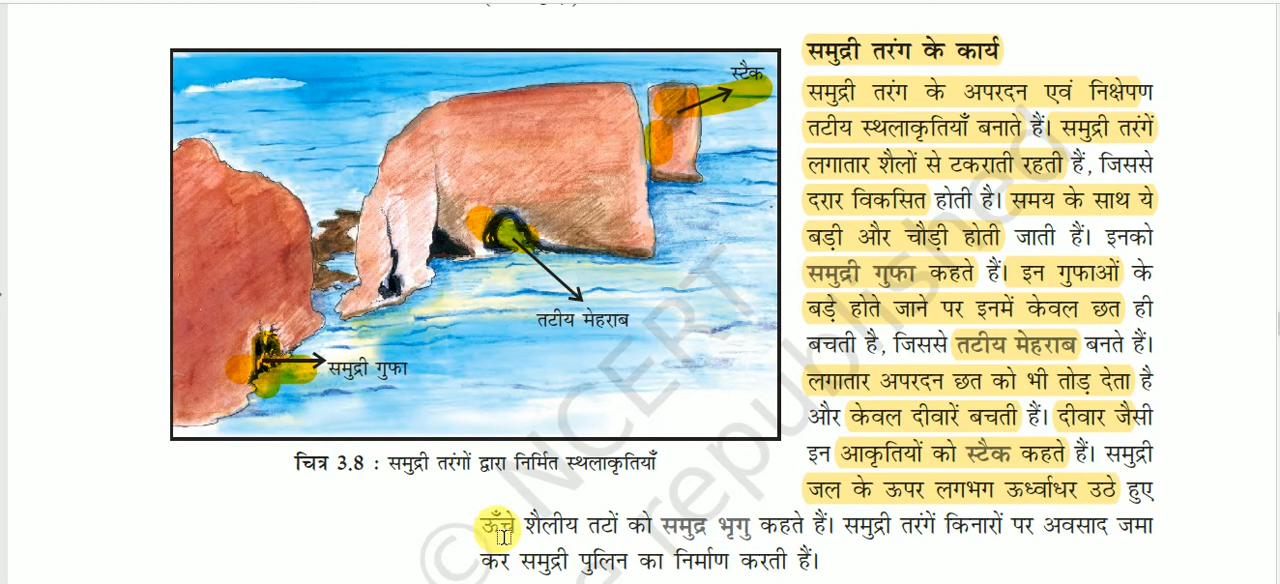 स्टैक
तटीय मेहराब
समुद्री गुफा
चित्र 3.8 : समुद्री तरंगों द्वारा निर्मित स्थलाकृतियाँ
समुद्री तरंग के कार्य
समुद्री तरंग के अपरदन एवं निक्षेपण
तटीय स्थलाकृतियाँ बनाते हैं। समुद्री तरंगें
लगातार शैलों से टकराती रहती हैं, जिससे
दरार विकसित होती है। समय के साथ ये
बड़ी और चौड़ी होती जाती हैं। इनको
समुद्री गुफा कहते हैं। इन गुफाओं के
बड़े होते जाने पर इनमें केवल छत ही
बचती है, जिससे तटीय मेहराब बनते हैं।
लगातार अपरदन छत को भी तोड़ देता है
और केवल दीवारें बचती हैं। दीवार जैसी
इन आकृतियों को स्टैक कहते हैं। समुद्री
जल के ऊपर लगभग ऊर्ध्वाधर उठे हुए
ऊँचे शैलीय तटों को समुद्र भृगु कहते हैं। समुद्री तरंगें किनारों पर अवसाद जमा
कर समुद्री पुलिन का निर्माण करती हैं।
© NCERT
republished